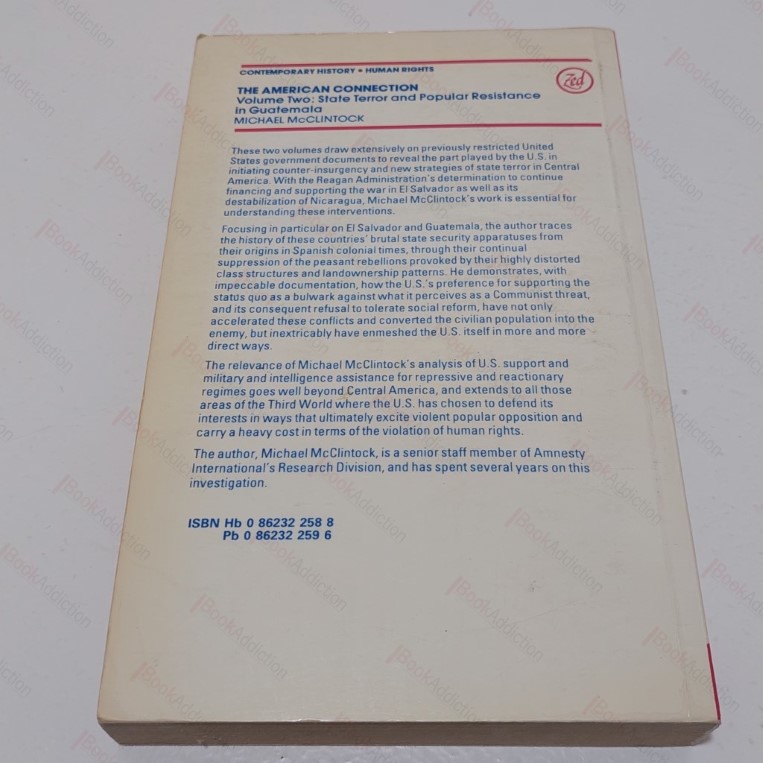 CONTEMPORARY HISTORY • HUMAN RIGHTS
Zed
THE AMERICAN CONNECTION
Volume Two: State Terror and Popular Resistance
in Guatemala
MICHAEL McCLINTOCK
These two volumes draw extensively on previously restricted United
States government documents to reveal the part played by the U.S. in
initiating counter-insurgency and new strategies of state terror in Central
America. With the Reagan Administration's determination to continue
financing and supporting the war in El Salvador as well as its
destabilization of Nicaragua, Michael McClintock's work is essential for
understanding these interventions.
Focusing in particular on El Salvador and Guatemala, the author traces
the history of these countries' brutal state security apparatuses from
their origins in Spanish colonial times, through their continual
suppression of the peasant rebellions provoked by their highly distorted
class structures and landownership patterns. He demonstrates, with
impeccable documentation, how the U.S.'s preference for supporting the
status quo as a bulwark against what it perceives as a Communist threat,
and its consequent refusal to tolerate social reform, have not only
accelerated these conflicts and converted the civilian population into the
enemy, but inextricably have enmeshed the U.S. itself in more and more
direct ways.
The relevance of Michael McClintock's analysis of U.S. support and
military and intelligence assistance for repressive and reactionary
regimes goes well beyond Central America, and extends to all those
areas of the Third World where the U.S. has chosen to defend its
interests in ways that ultimately excite violent popular opposition and
carry a heavy cost in terms of the violation of human rights.
The author, Michael McClintock, is a senior staff member of Amnesty
International's Research Division, and has spent several years on this
investigation.
ISBN Hb 0 86232 258 8
Pb 0 86232 259 6
BookAddiction